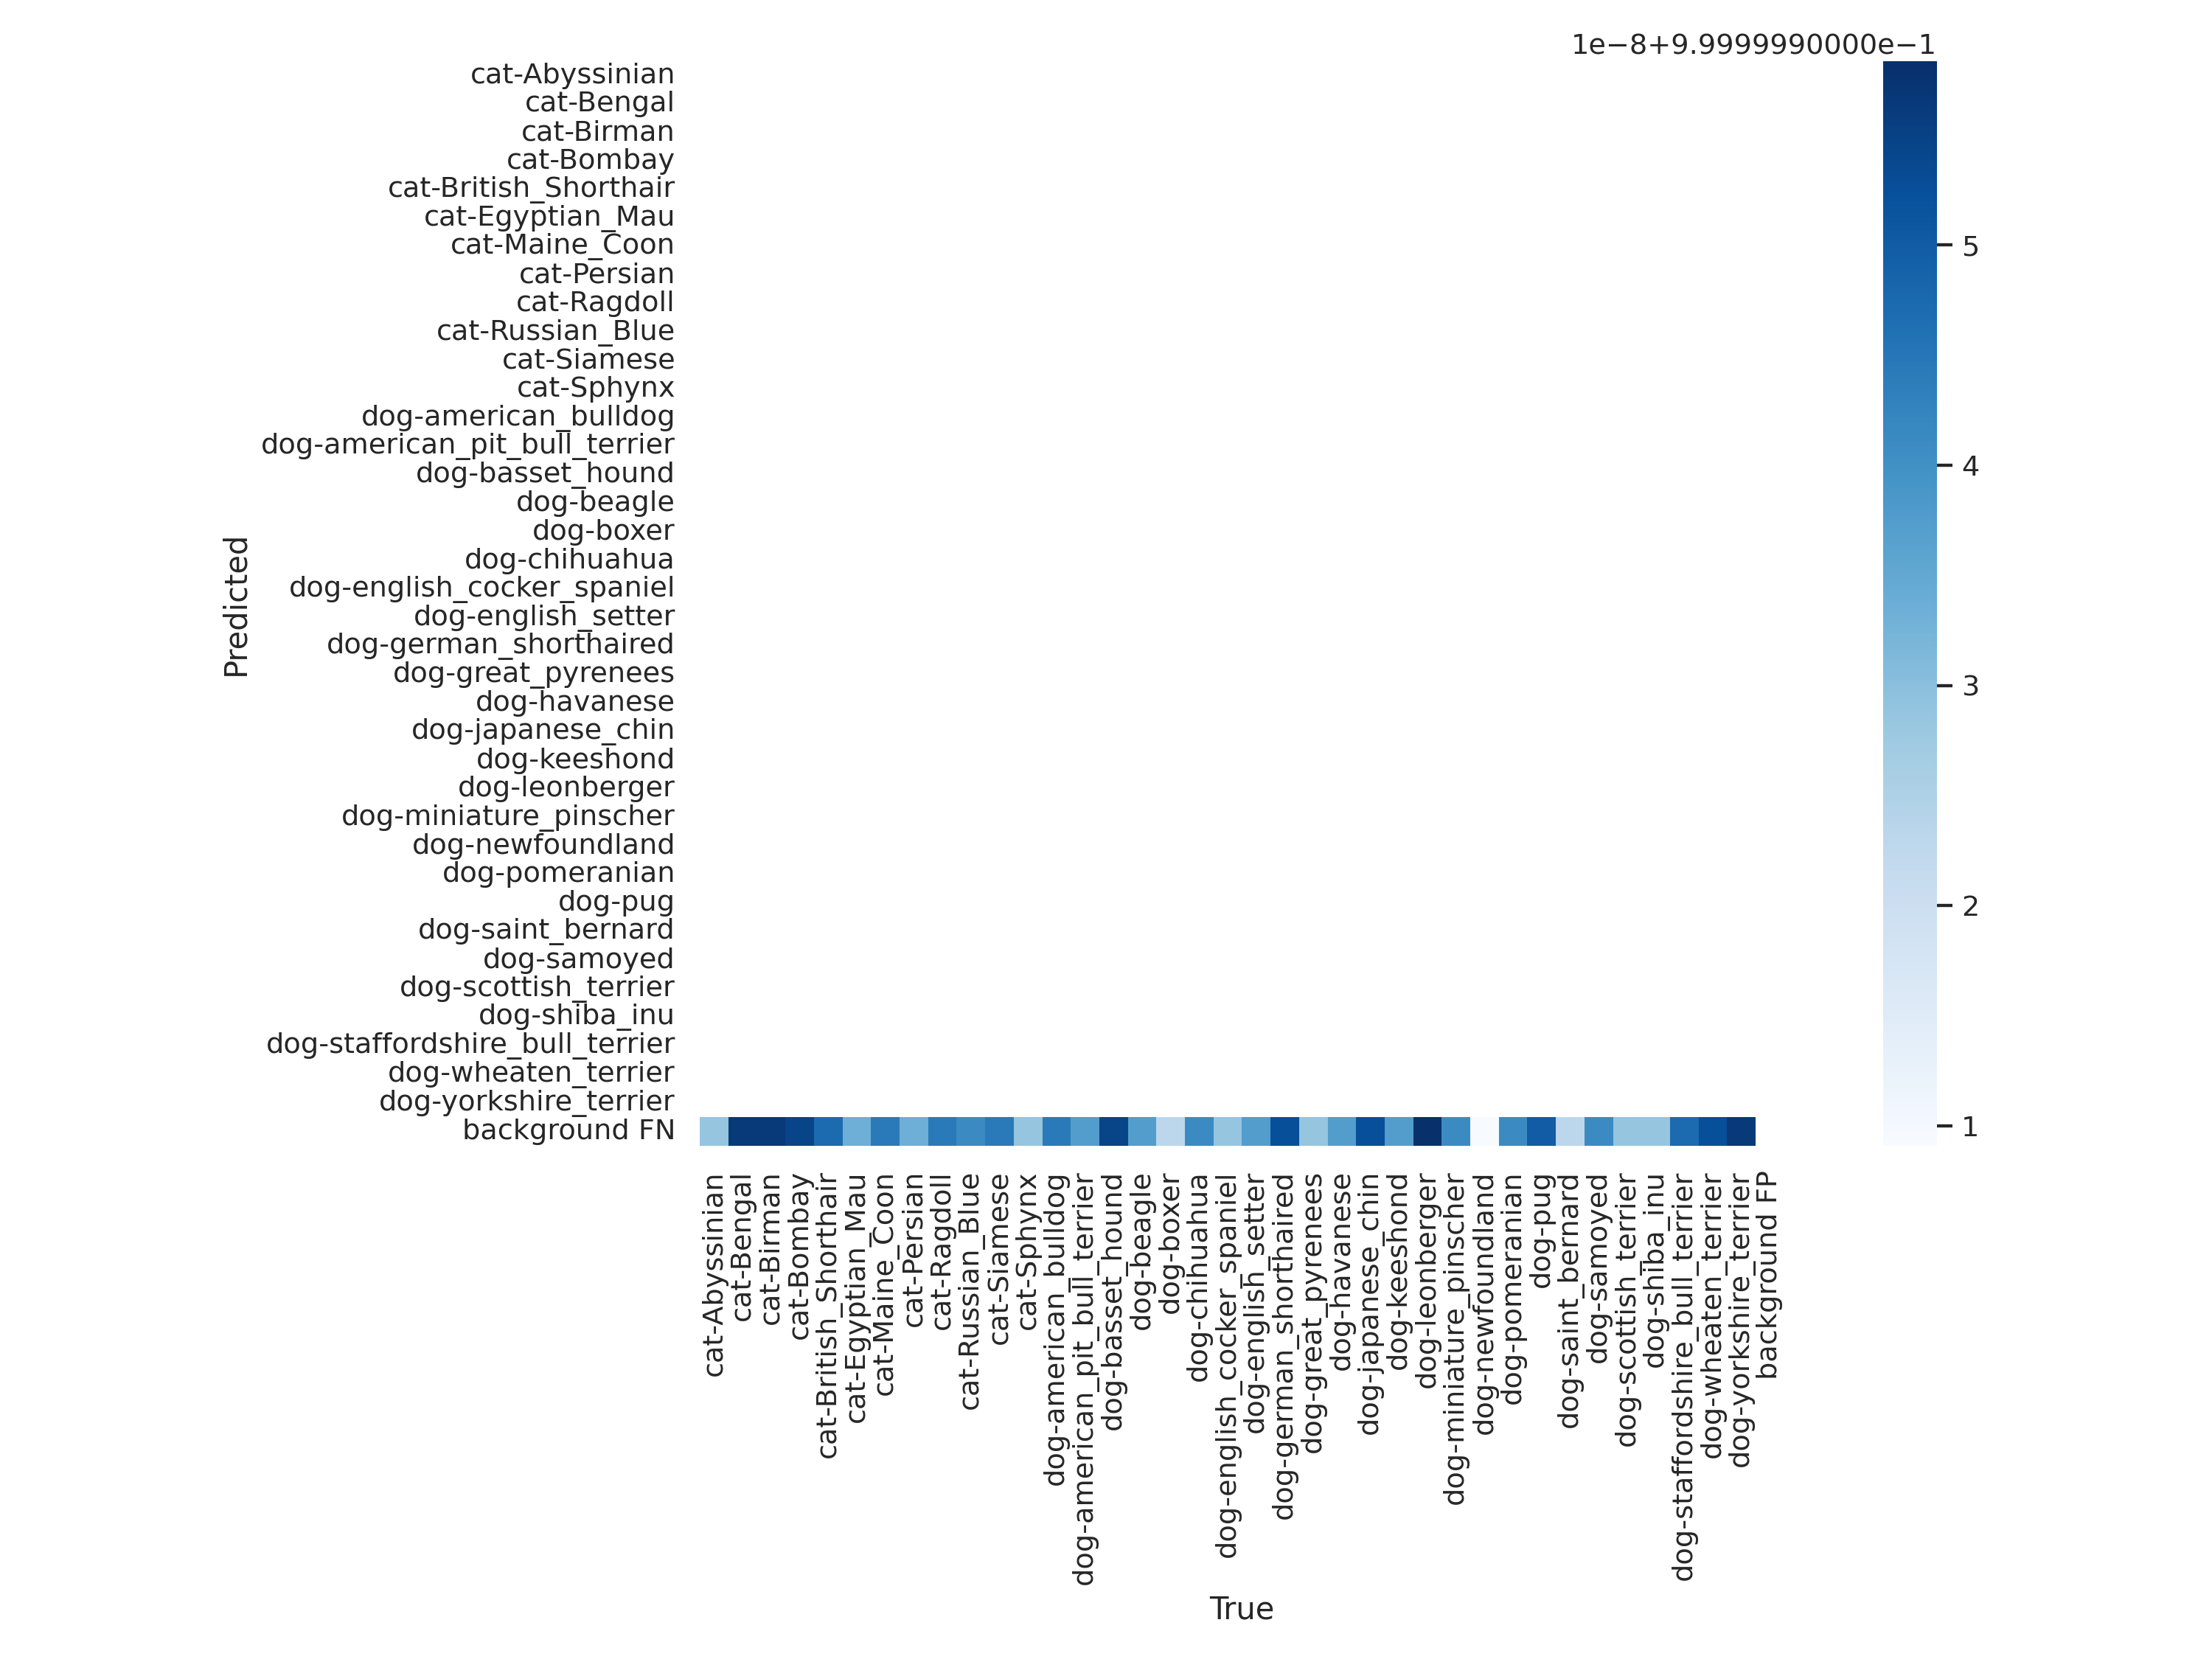 1e−8+9.9999990000e−1
cat-Abyssinian
cat-Bengal
cat-Birman
cat-Bombay
cat-British_Shorthair
cat-Egyptian_Mau
cat-Maine_Coon
cat-Persian
cat-Ragdoll
cat-Russian_Blue
cat-Siamese
cat-Sphynx
dog-american_bulldog
dog-american_pit_bull_terrier
dog-basset_hound
dog-beagle
dog-boxer
dog-chihuahua
dog-english_cocker_spaniel
dog-english_setter
dog-german_shorthaired
dog-great_pyrenees
dog-havanese
dog-japanese_chin
dog-keeshond
dog-leonberger
dog-miniature_pinscher
dog-newfoundland
dog-pomeranian
dog-pug
dog-saint_bernard
dog-samoyed
dog-scottish_terrier
dog-shiba_inu
dog-staffordshire_bull_terrier
dog-wheaten_terrier
dog-yorkshire_terrier
background FN
Predicted
5
4
3
2
1
cat-Abyssinian
cat-Bengal
cat-Birman
cat-Bombay
cat-British_Shorthair
cat-Egyptian_Mau
cat-Maine_Coon
cat-Persian
cat-Ragdoll
cat-Russian_Blue
cat-Siamese
cat-Sphynx
dog-american_bulldog
dog-american_pit_bull_terrier
dog-basset_hound
dog-beagle
dog-boxer
dog-chihuahua
dog-english_cocker_spaniel
dog-english_setter
dog-german_shorthaired
dog-great_pyrenees
dog-havanese
dog-japanese_chin
dog-keeshond
dog-leonberger
dog-miniature_pinscher
dog-newfoundland
dog-pomeranian
dog-pug
dog-saint_bernard
dog-samoyed
dog-scottish_terrier
dog-shiba_inu
dog-staffordshire_bull_terrier
dog-wheaten_terrier
dog-yorkshire_terrier
background FP
True